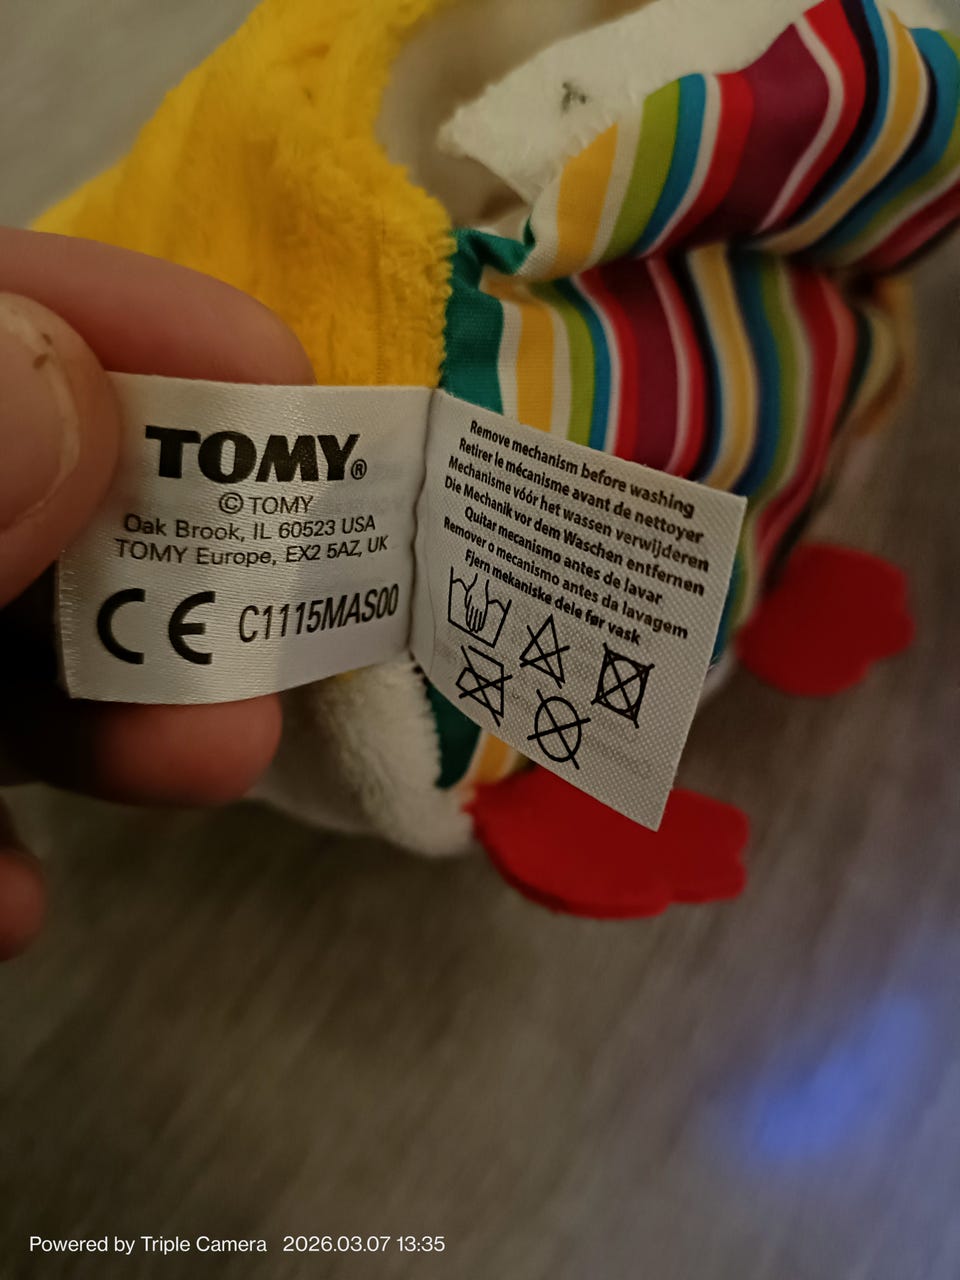 TOMY®
© TOMY
Oak Brook, IL 60523 USA
TOMY Europe, EX2 5AZ, UK
CE C1115MAS00
Remove mechanism before washing
Retirer le mécanisme avant de nettoyer
Mechanisme vóór het wassen verwijderen
Die Mechanik vor dem Waschen entfernen
Quitar mecanismo antes de lavar
Remover o mecanismo antes da lavagem
Fjern mekaniske dele før vask
Powered by Triple Camera 2026.03.07 13:35